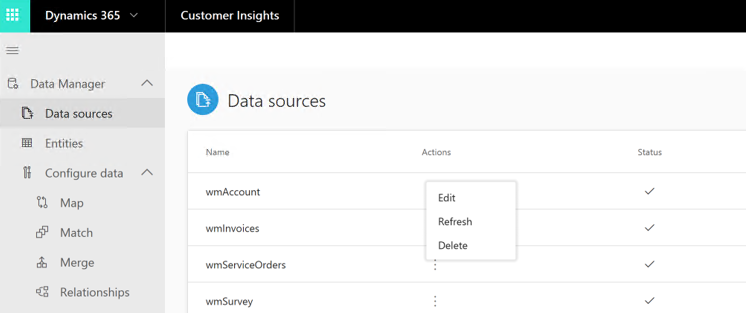 Dynamics 365 Customer Insights
Data Manager
Data sources
Entities
Configure data
Map
Match
Merge
Relationships
Data sources
Name Actions Status
wmAccount
Edit
Refresh
Delete
wmInvoices
wmServiceOrders
wmSurvey